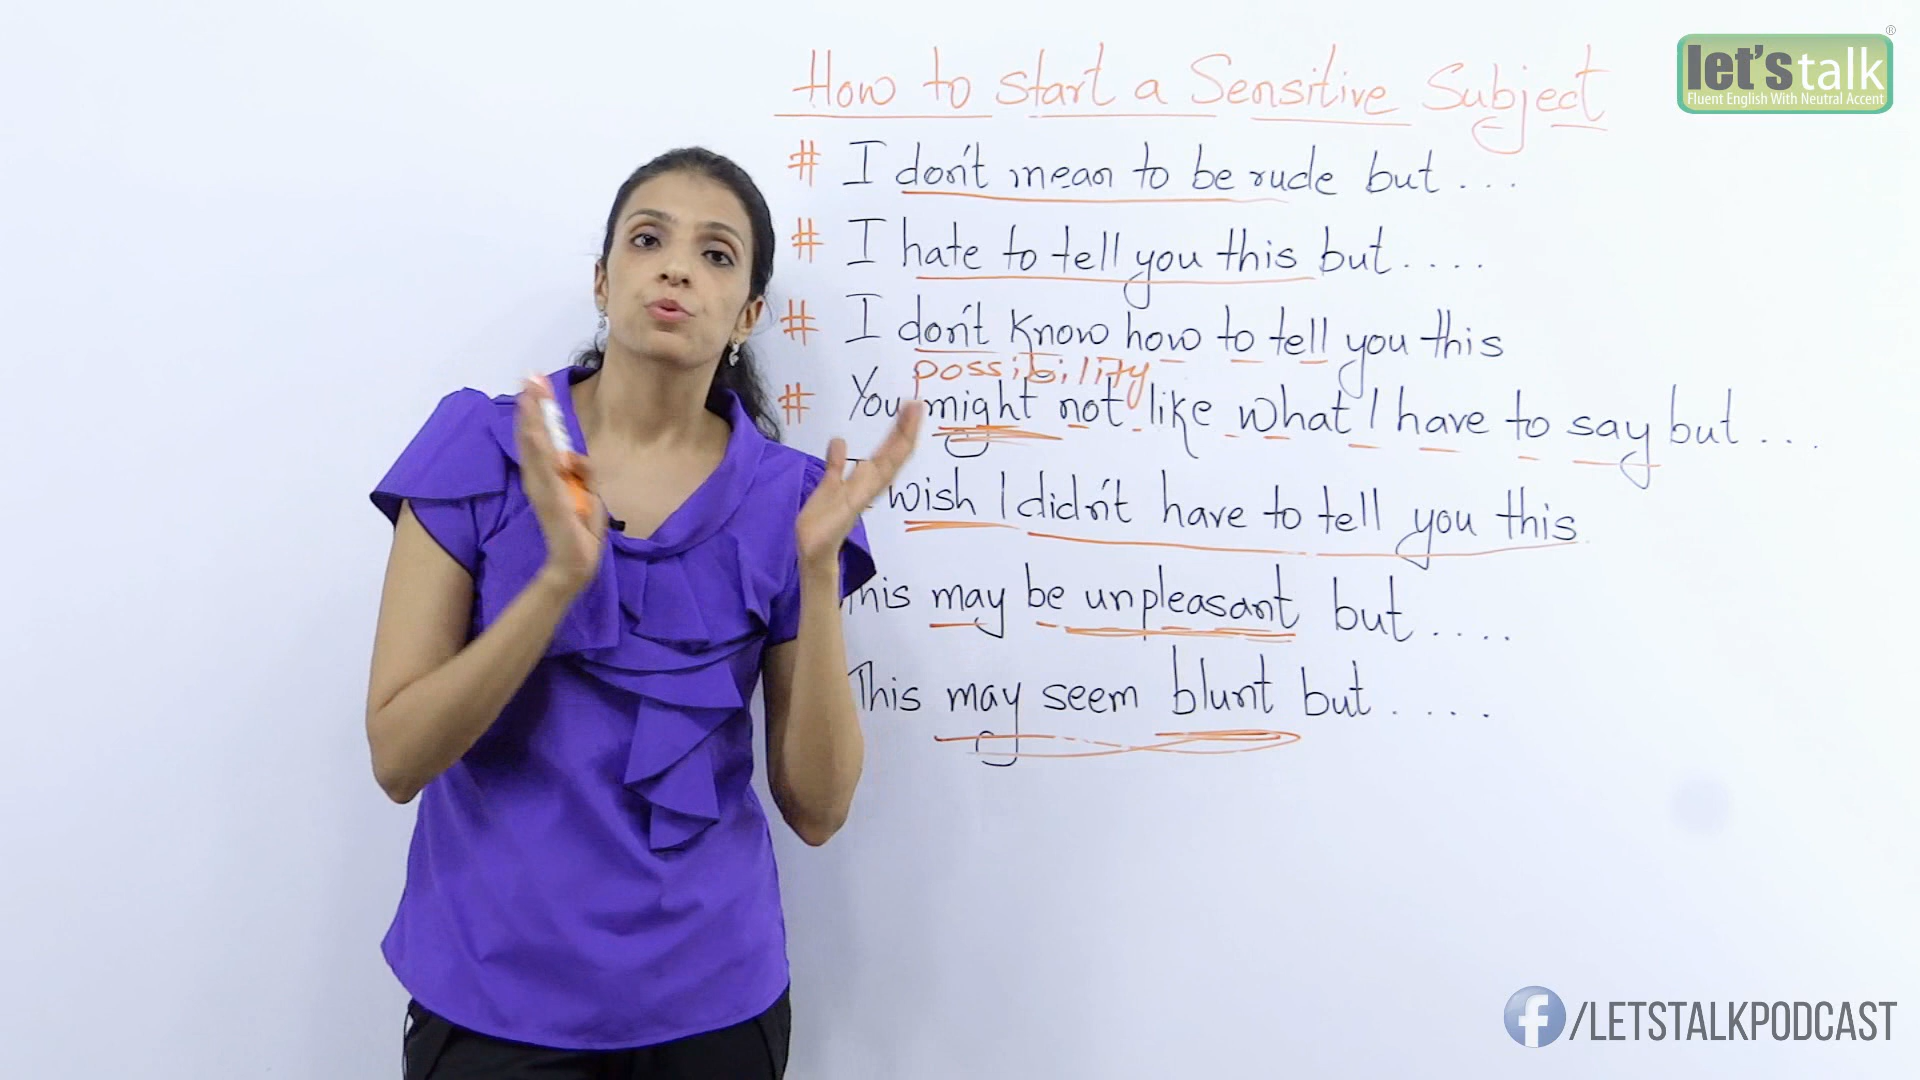 let's talk ®
Fluent English With Neutral Accent
How to start a Sensitive Subject
# I don't mean to be rude but ...
# I hate to tell you this but ....
# I don't know how to tell you this
possibility
# You might not like what I have to say but ...
I wish I didn't have to tell you this
This may be unpleasant but ....
This may seem blunt but ....
f/LETSTALKPODCAST